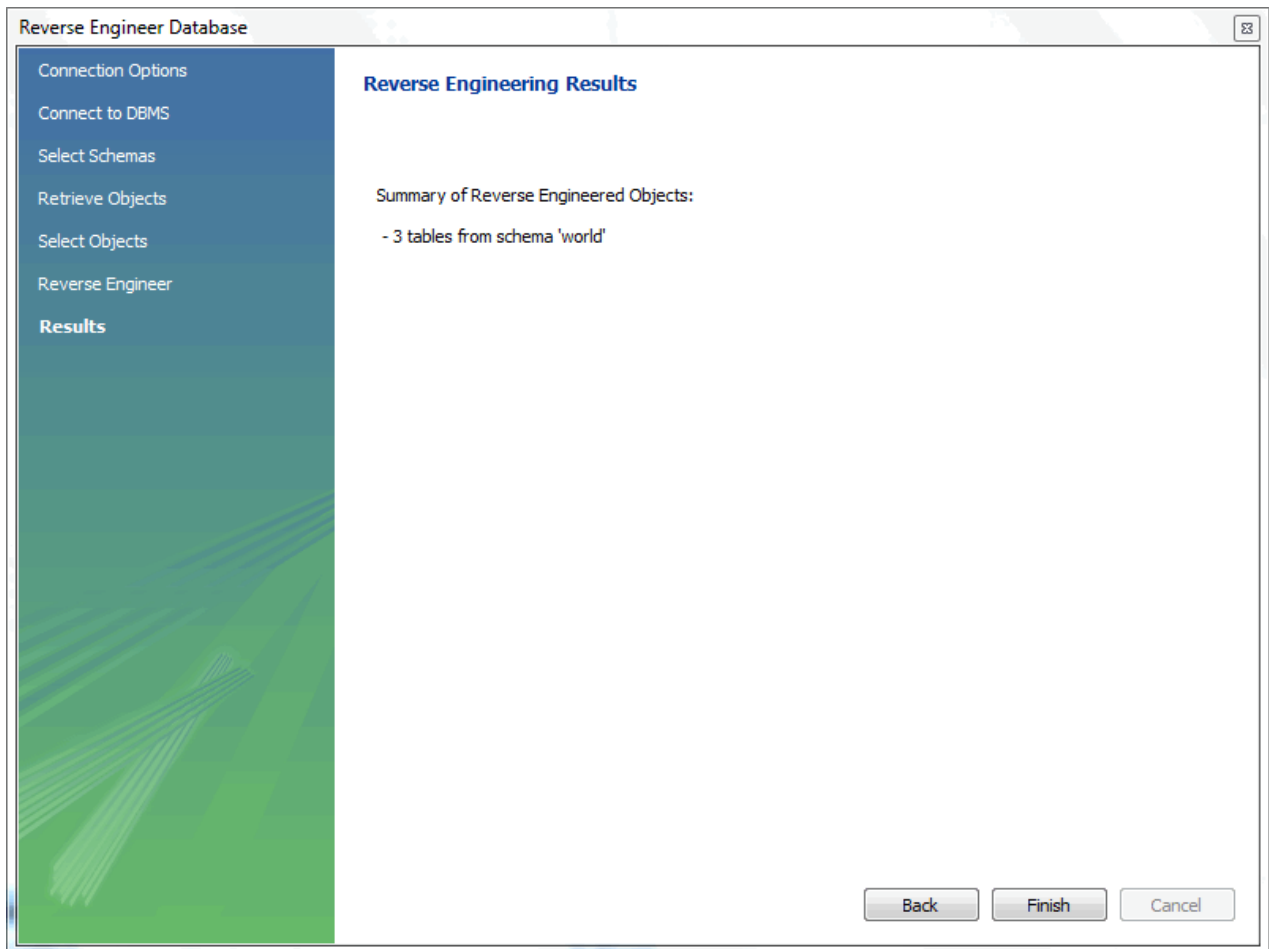 Reverse Engineer Database
Connection Options
Connect to DBMS
Select Schemas
Retrieve Objects
Select Objects
Reverse Engineer
Results
Reverse Engineering Results
Summary of Reverse Engineered Objects:
- 3 tables from schema 'world'
Back Finish Cancel